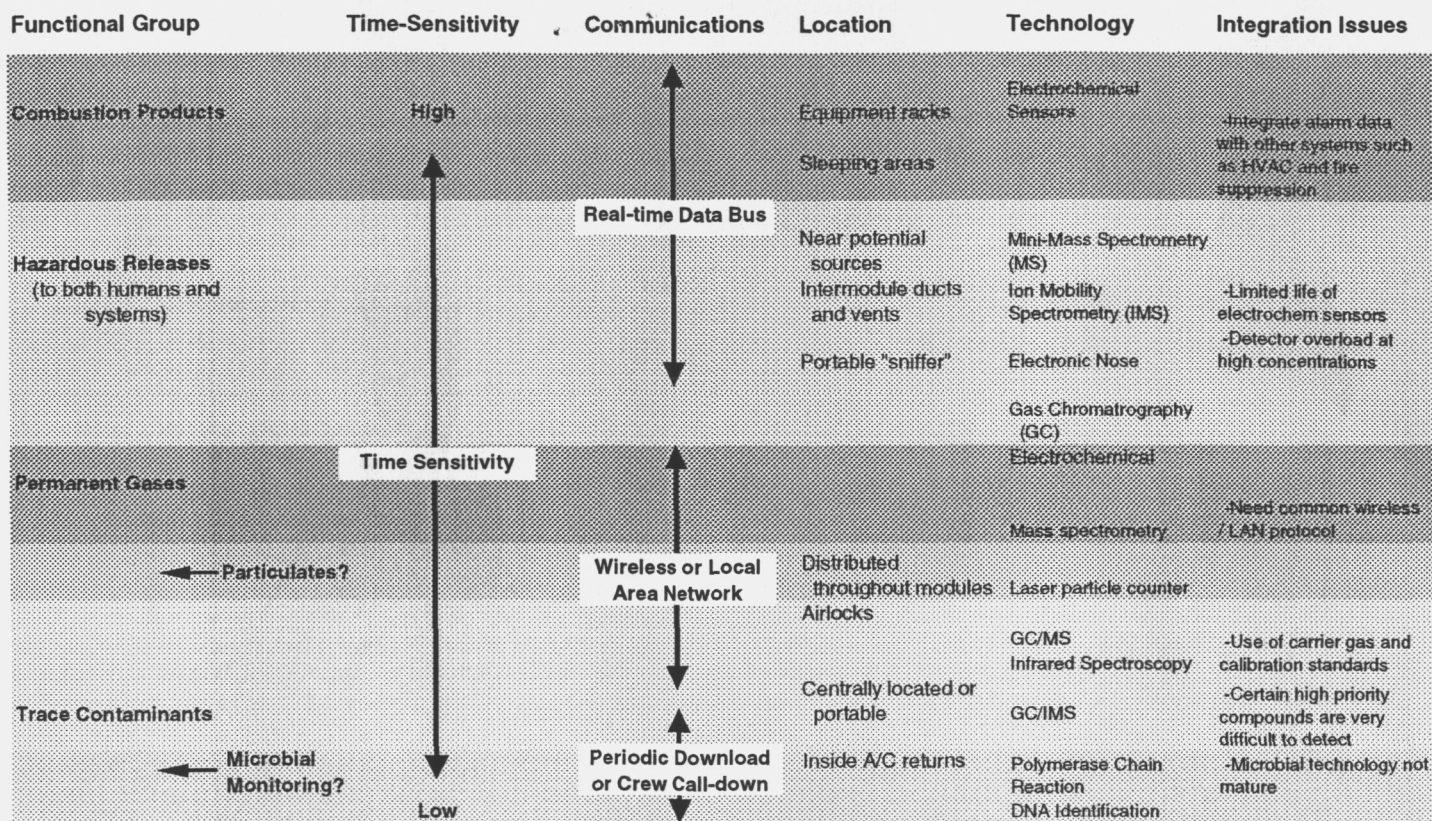 Functional Group
Time-Sensitivity
Communications
Location
Technology
Integration Issues
Combustion Products
High
Equipment racks
Sleeping areas
Electrochemical
Sensors
-Integrate alarm data
with other systems such
as HVAC and fire
suppression
Real-time Data Bus
Hazardous Releases
(to both humans and
systems)
Near potential
sources
Intermodule ducts
and vents
Portable "sniffer"
Mini-Mass Spectrometry
(MS)
Ion Mobility
Spectrometry (IMS)
Electronic Nose
Gas Chromatrography
(GC)
-Limited life of
electrochem sensors
-Detector overload at
high concentrations
Time Sensitivity
Permanent Gases
Electrochemical
Mass spectrometry
-Need common wireless
/ LAN protocol
Particulates?
Wireless or Local
Area Network
Distributed
throughout modules
Airlocks
Laser particle counter
Trace Contaminants
Centrally located or
portable
GC/MS
Infrared Spectroscopy
GC/IMS
-Use of carrier gas and
calibration standards
-Certain high priority
compounds are very
difficult to detect
Microbial
Monitoring?
Low
Periodic Download
or Crew Call-down
Inside A/C returns
Polymerase Chain
Reaction
DNA Identification
-Microbial technology not
mature